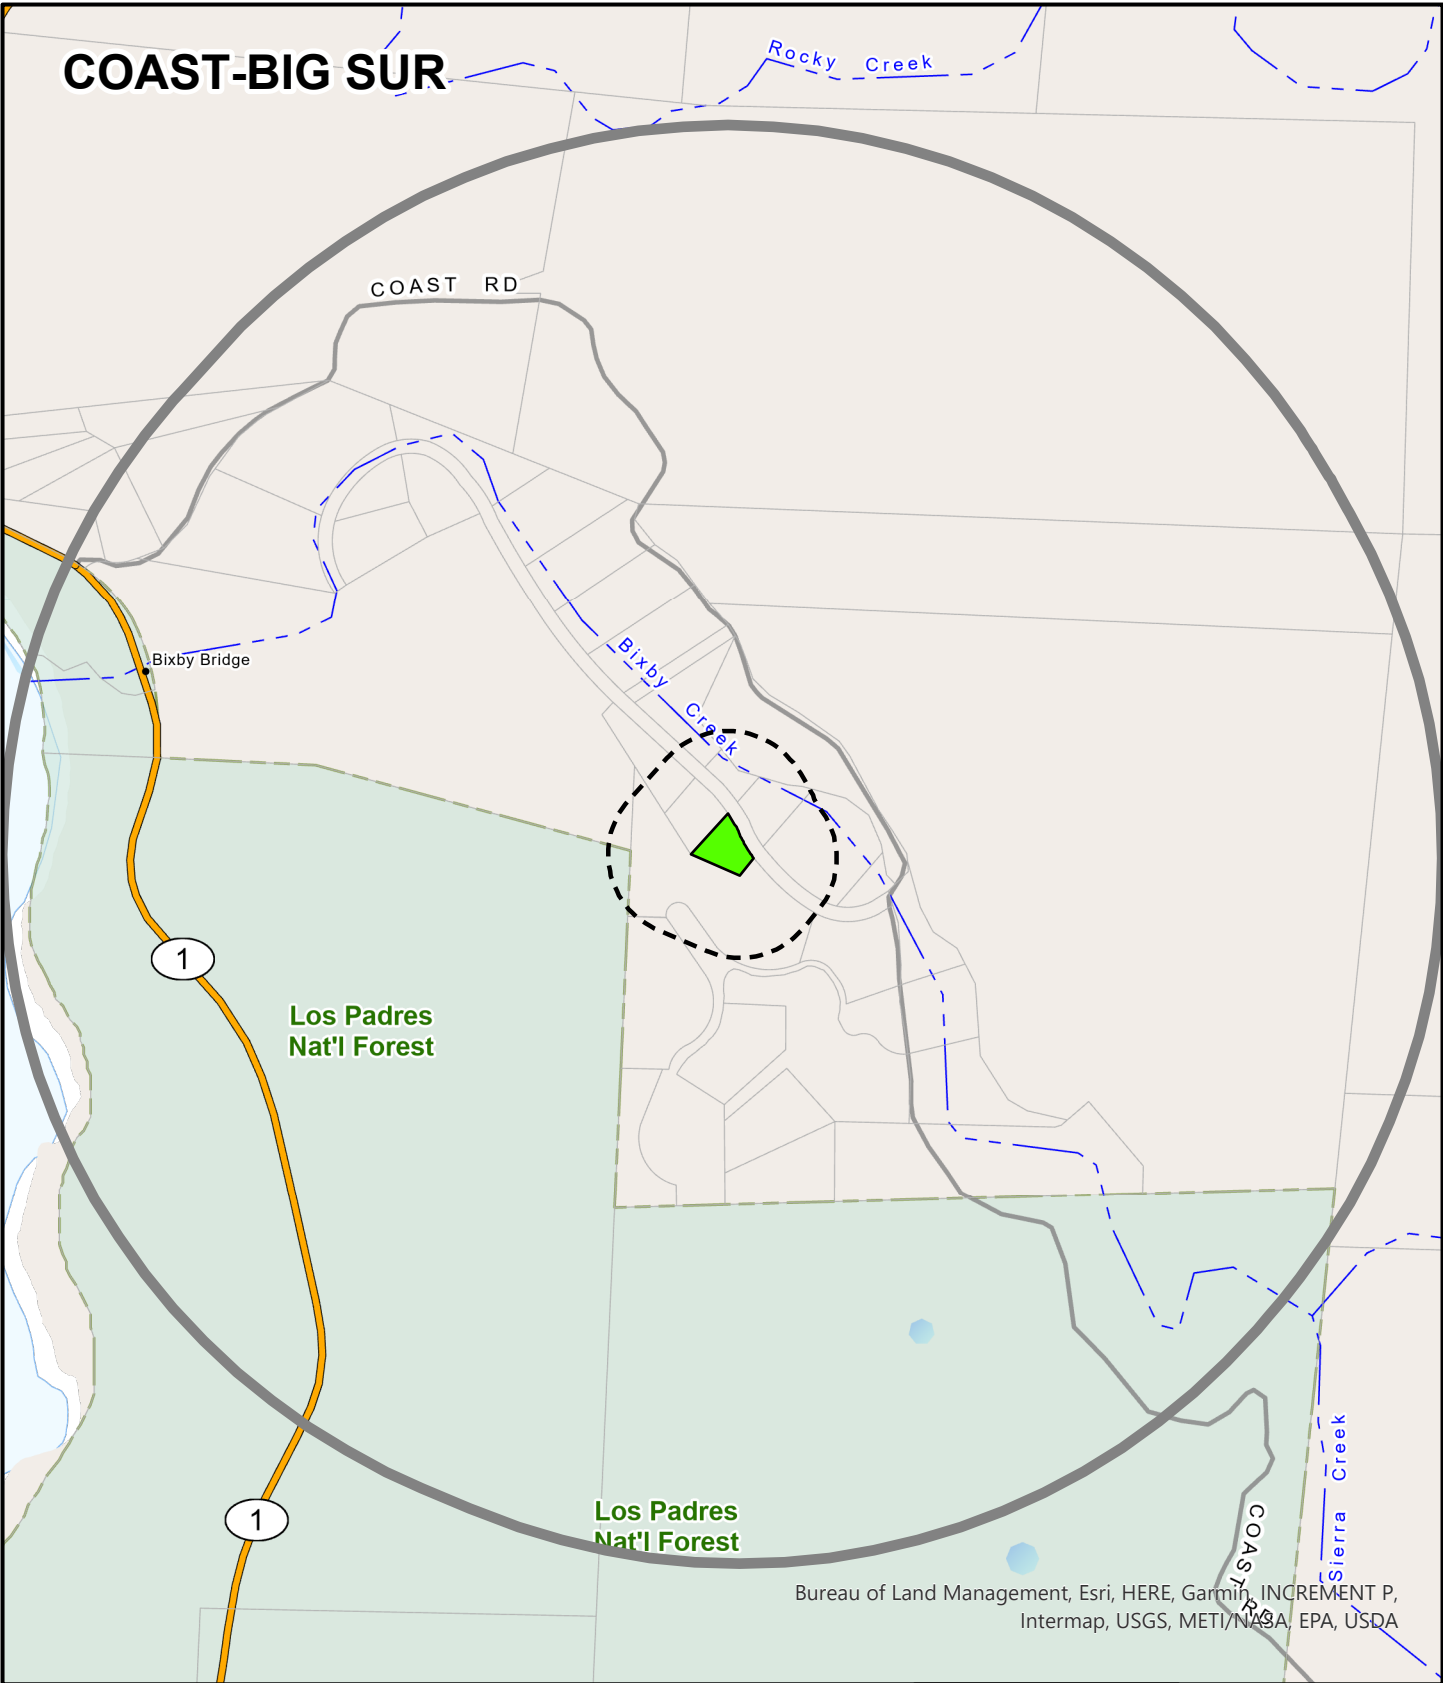 COAST-BIG SUR
Rocky Creek
COAST RD
Bixby Bridge
Bixby
Creek
1
Los Padres
Nat'l Forest
1
Los Padres
Nat'l Forest
Sierra Creek
COAST RD
Bureau of Land Management, Esri, HERE, Garmin, INCREMENT P,
Intermap, USGS, METI/NASA, EPA, USDA